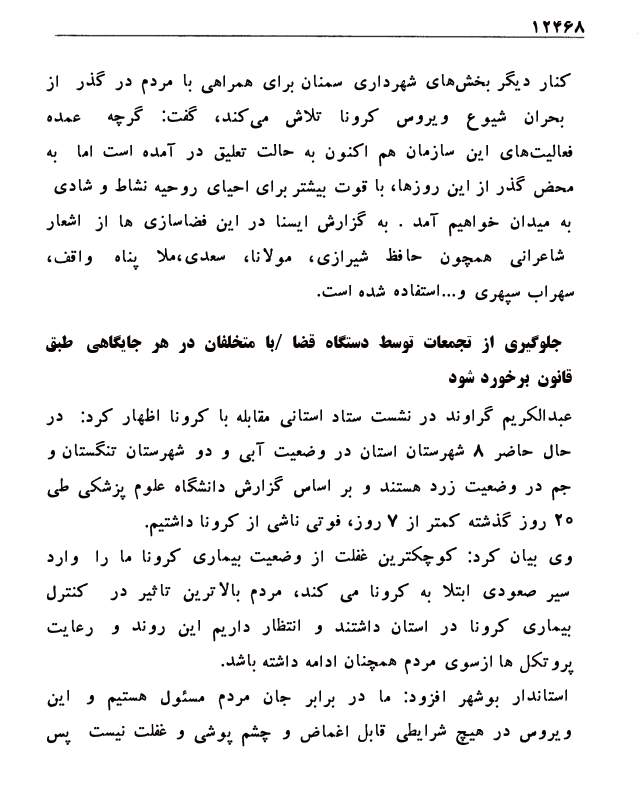 ۱۲۴۶۸
کنار دیگر بخش‌های شهرداری سمنان برای همراهی با مردم در گذر از
بحران شیوع ویروس کرونا تلاش می‌کند، گفت: گرچه عمده
فعالیت‌های این سازمان هم اکنون به حالت تعلیق در آمده است اما به
محض گذر از این روزها، با قوت بیشتر برای احیای روحیه نشاط و شادی
به میدان خواهیم آمد . به گزارش ایسنا در این فضاسازی ها از اشعار
شاعرانی همچون حافظ شیرازی، مولانا، سعدی،ملا پناه واقف،
سهراب سپهری و...استفاده شده است.
جلوگیری از تجمعات توسط دستگاه قضا /با متخلفان در هر جایگاهی طبق
قانون برخورد شود
عبدالکریم گراوند در نشست ستاد استانی مقابله با کرونا اظهار کرد: در
حال حاضر ۸ شهرستان استان در وضعیت آبی و دو شهرستان تنگستان و
جم در وضعیت زرد هستند و بر اساس گزارش دانشگاه علوم پزشکی طی
۲۰ روز گذشته کمتر از ۷ روز، فوتی ناشی از کرونا داشتیم.
وی بیان کرد: کوچکترین غفلت از وضعیت بیماری کرونا ما را وارد
سیر صعودی ابتلا به کرونا می کند، مردم بالاترین تاثیر در کنترل
بیماری کرونا در استان داشتند و انتظار داریم این روند و رعایت
پروتکل ها ازسوی مردم همچنان ادامه داشته باشد.
استاندار بوشهر افزود: ما در برابر جان مردم مسئول هستیم و این
ویروس در هیچ شرایطی قابل اغماض و چشم پوشی و غفلت نیست پس